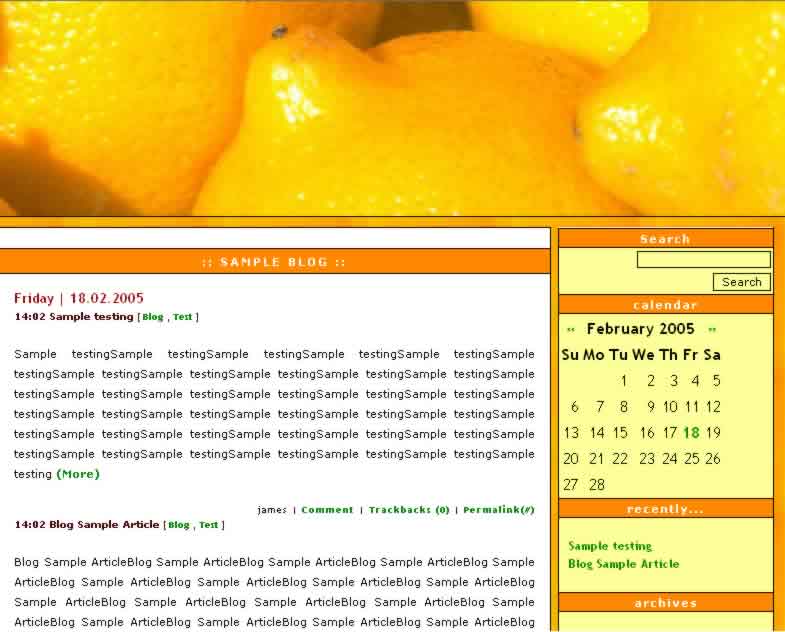 :: SAMPLE BLOG ::
Friday | 18.02.2005
14:02 Sample testing [ Blog , Test ]
Sample testingSample testingSample testingSample testingSample testingSample
testingSample testingSample testingSample testingSample testingSample testingSample
testingSample testingSample testingSample testingSample testingSample testingSample
testingSample testingSample testingSample testingSample testingSample testingSample
testingSample testingSample testingSample testingSample testingSample testingSample
testingSample testingSample testingSample testingSample testingSample testingSample
testing (More)
james | Comment | Trackbacks (0) | Permalink(#)
14:02 Blog Sample Article [ Blog , Test ]
Blog Sample ArticleBlog Sample ArticleBlog Sample ArticleBlog Sample ArticleBlog Sample
ArticleBlog Sample ArticleBlog Sample ArticleBlog Sample ArticleBlog Sample ArticleBlog
Sample ArticleBlog Sample ArticleBlog Sample ArticleBlog Sample ArticleBlog Sample
ArticleBlog Sample ArticleBlog Sample ArticleBlog Sample ArticleBlog Sample ArticleBlog
Search
Search
calendar
« February 2005 »
Su Mo Tu We Th Fr Sa
1 2 3 4 5
6 7 8 9 10 11 12
13 14 15 16 17 18 19
20 21 22 23 24 25 26
27 28
recently...
Sample testing
Blog Sample Article
archives